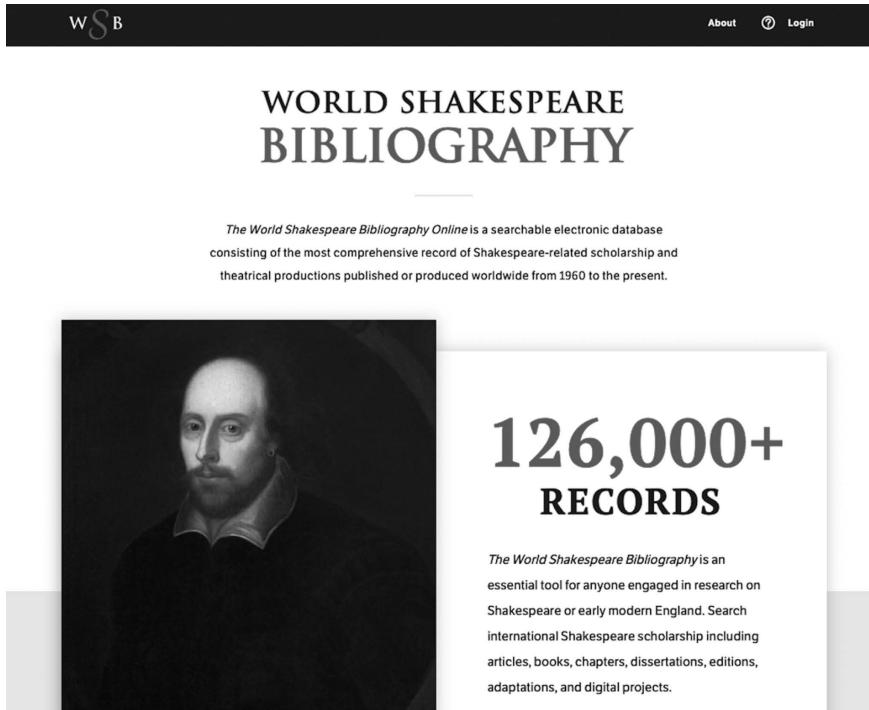 WSB
About
Login
WORLD SHAKESPEARE
BIBLIOGRAPHY
The World Shakespeare Bibliography Online is a searchable electronic database
consisting of the most comprehensive record of Shakespeare-related scholarship and
theatrical productions published or produced worldwide from 1960 to the present.
126,000+
RECORDS
The World Shakespeare Bibliography is an
essential tool for anyone engaged in research on
Shakespeare or early modern England. Search
international Shakespeare scholarship including
articles, books, chapters, dissertations, editions,
adaptations, and digital projects.